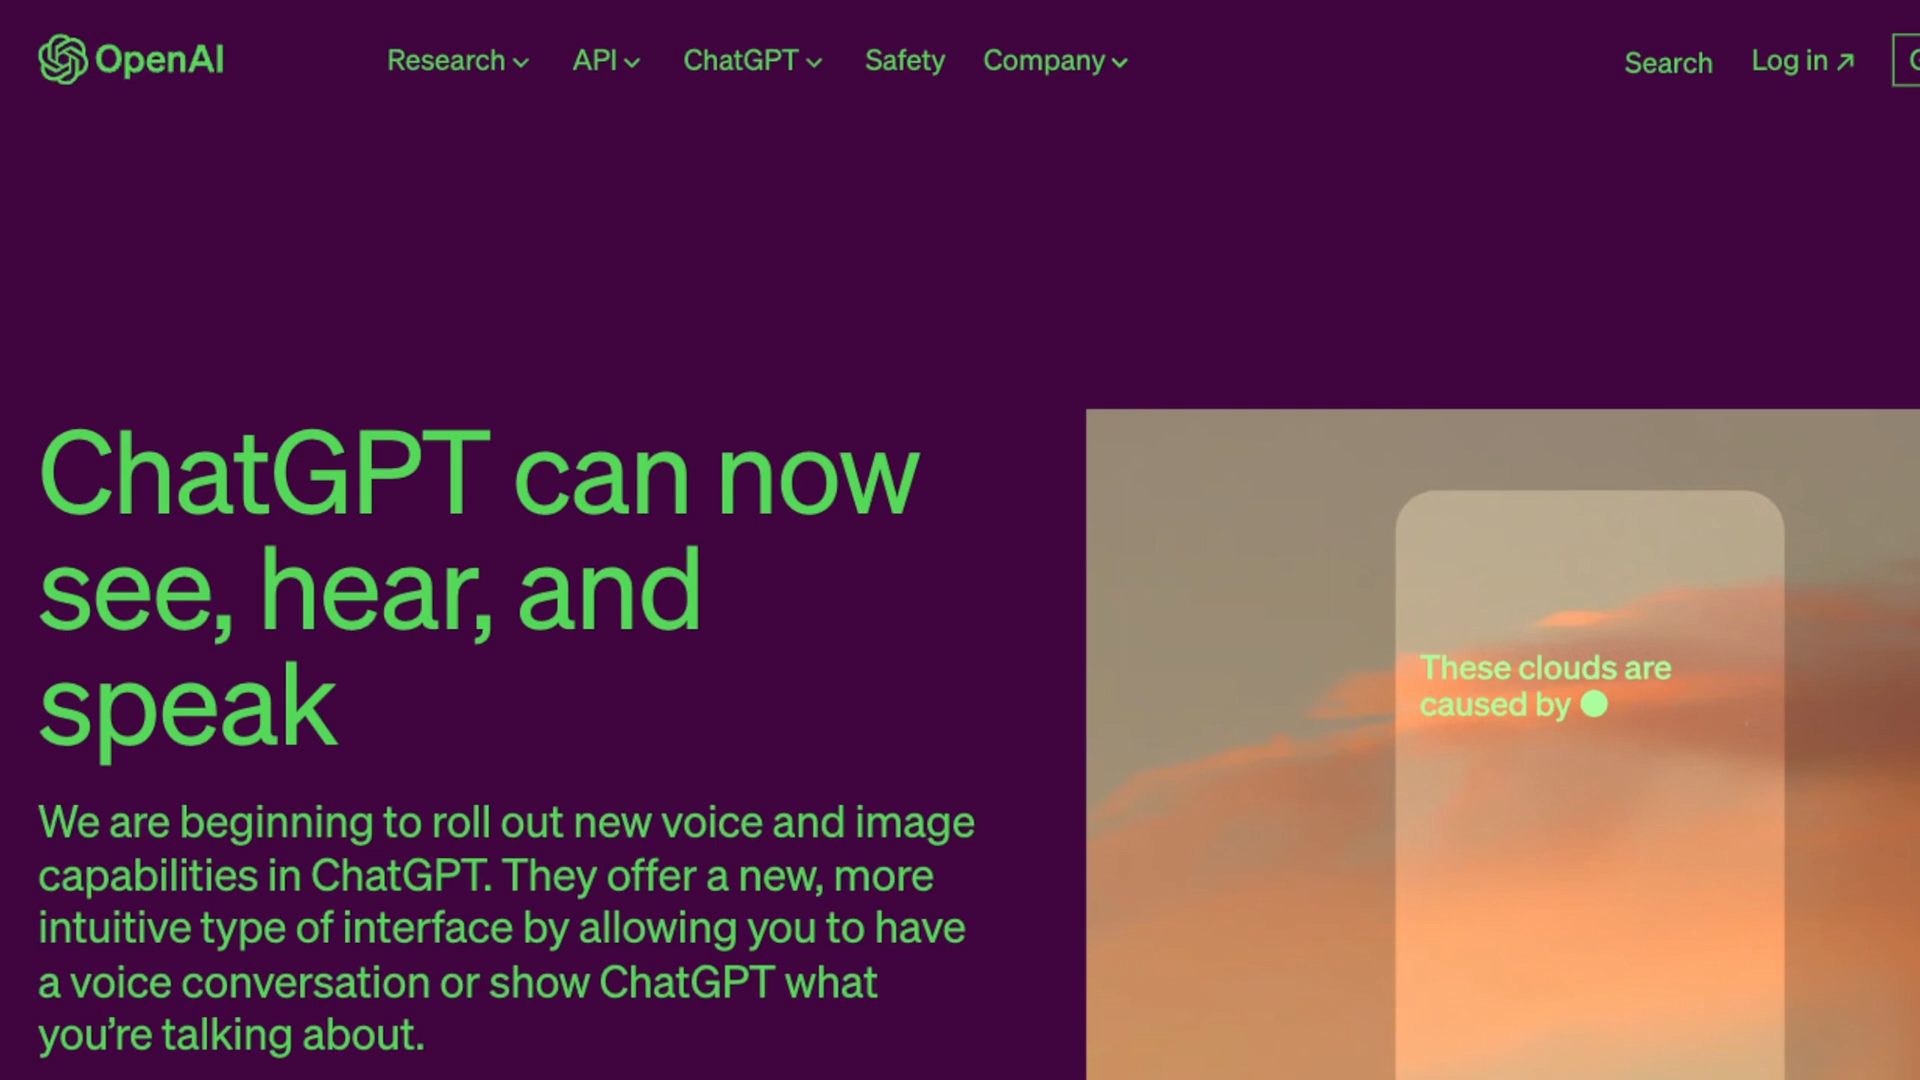 OpenAI
Research
API
ChatGPT
Safety
Company
Search
Log in
ChatGPT can now
see, hear, and
speak
We are beginning to roll out new voice and image
capabilities in ChatGPT. They offer a new, more
intuitive type of interface by allowing you to have
a voice conversation or show ChatGPT what
you’re talking about.
These clouds are
caused by